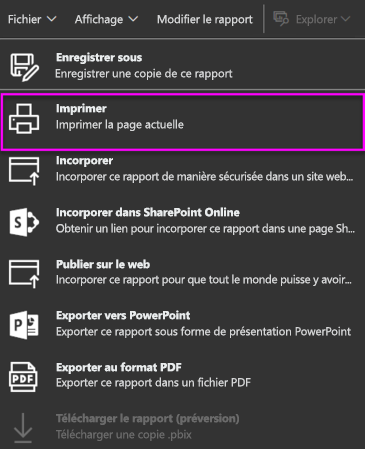 Fichier Affichage Modifier le rapport Explorer
Enregistrer sous
Enregistrer une copie de ce rapport
Imprimer
Imprimer la page actuelle
Incorporer
Incorporer ce rapport de manière sécurisée dans un site web...
Incorporer dans SharePoint Online
Obtenir un lien pour incorporer ce rapport dans une page Sh...
Publier sur le web
Incorporer ce rapport pour que tout le monde puisse y avoir...
Exporter vers PowerPoint
Exporter ce rapport sous forme de présentation PowerPoint
Exporter au format PDF
Exporter ce rapport dans un fichier PDF
Télécharger le rapport (préversion)
Télécharger une copie .pbix